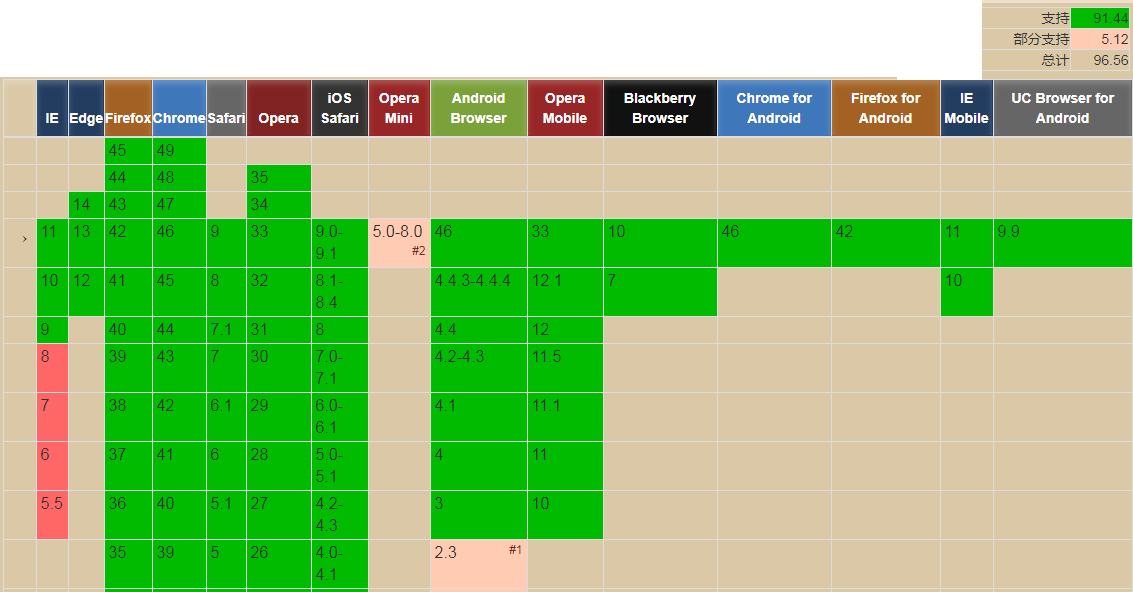 支持 91.44
部分支持 5.12
总计 96.56
IE Edge Firefox Chrome Safari Opera iOS Safari Opera Mini Android Browser Opera Mobile Blackberry Browser Chrome for Android Firefox for Android IE Mobile UC Browser for Android
45 49
44 48 35
14 43 47 34
› 11 13 42 46 9 33 9.0-9.1 5.0-8.0 #2 46 33 10 46 42 11 9.9
10 12 41 45 8 32 8.1-8.4 4.4.3-4.4.4 12.1 7 10
9 40 44 7.1 31 8 4.4 12
8 39 43 7 30 7.0-7.1 4.2-4.3 11.5
7 38 42 6.1 29 6.0-6.1 4.1 11.1
6 37 41 6 28 5.0-5.1 4 11
5.5 36 40 5.1 27 4.2-4.3 3 10
35 39 5 26 4.0-4.1 2.3 #1